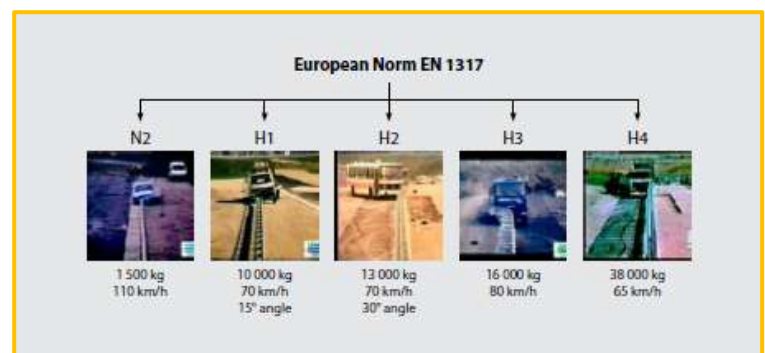 European Norm EN 1317
N2
H1
H2
H3
H4
1 500 kg
110 km/h
10 000 kg
70 km/h
15° angle
13 000 kg
70 km/h
30° angle
16 000 kg
80 km/h
38 000 kg
65 km/h